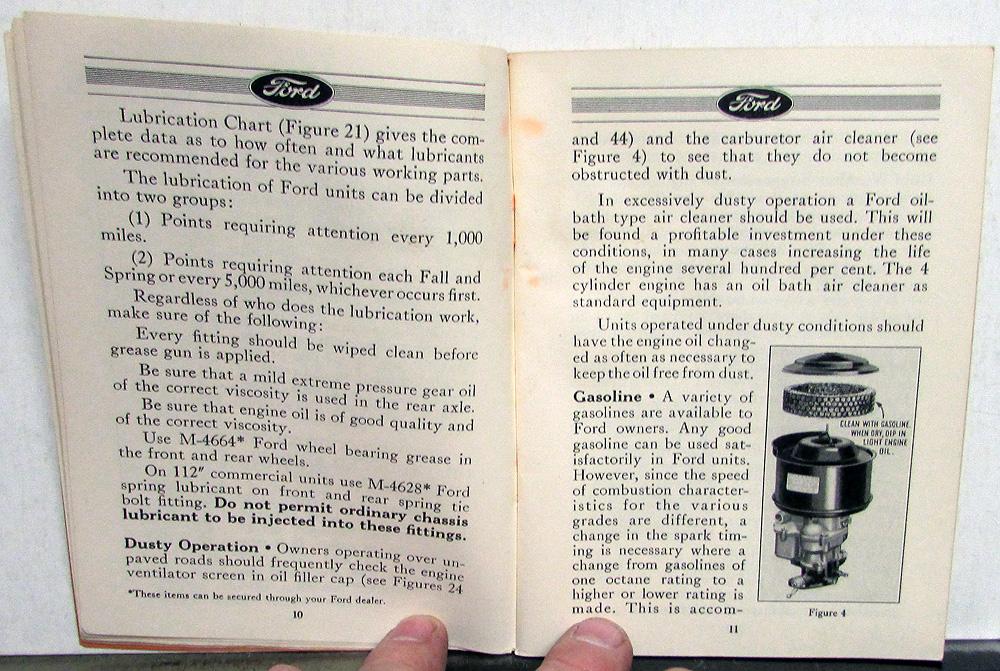 Ford
Lubrication Chart (Figure 21) gives the com-
plete data as to how often and what lubricants
are recommended for the various working parts.
The lubrication of Ford units can be divided
into two groups:
(1) Points requiring attention every 1,000
miles.
(2) Points requiring attention each Fall and
Spring or every 5,000 miles, whichever occurs first.
Regardless of who does the lubrication work,
make sure of the following:
Every fitting should be wiped clean before
grease gun is applied.
Be sure that a mild extreme pressure gear oil
of the correct viscosity is used in the rear axle.
Be sure that engine oil is of good quality and
of the correct viscosity.
Use M-4664* Ford wheel bearing grease in
the front and rear wheels.
On 112″ commercial units use M-4628* Ford
spring lubricant on front and rear spring tie
bolt fitting. Do not permit ordinary chassis
lubricant to be injected into these fittings.
Dusty Operation • Owners operating over un-
paved roads should frequently check the engine
ventilator screen in oil filler cap (see Figures 24
*These items can be secured through your Ford dealer.
10
Ford
and 44) and the carburetor air cleaner (see
Figure 4) to see that they do not become
obstructed with dust.
In excessively dusty operation a Ford oil-
bath type air cleaner should be used. This will
be found a profitable investment under these
conditions, in many cases increasing the life
of the engine several hundred per cent. The 4
cylinder engine has an oil bath air cleaner as
standard equipment.
Units operated under dusty conditions should
have the engine oil chang-
ed as often as necessary to
keep the oil free from dust.
Gasoline • A variety of
gasolines are available to
Ford owners. Any good
gasoline can be used sat-
isfactorily in Ford units.
However, since the speed
of combustion character-
istics for the various
grades are different, a
change in the spark tim-
ing is necessary where a
change from gasolines of
one octane rating to a
higher or lower rating is
made. This is accom-
CLEAN WITH GASOLINE.
WHEN DRY, DIP IN
LIGHT ENGINE
OIL.
Figure 4
11